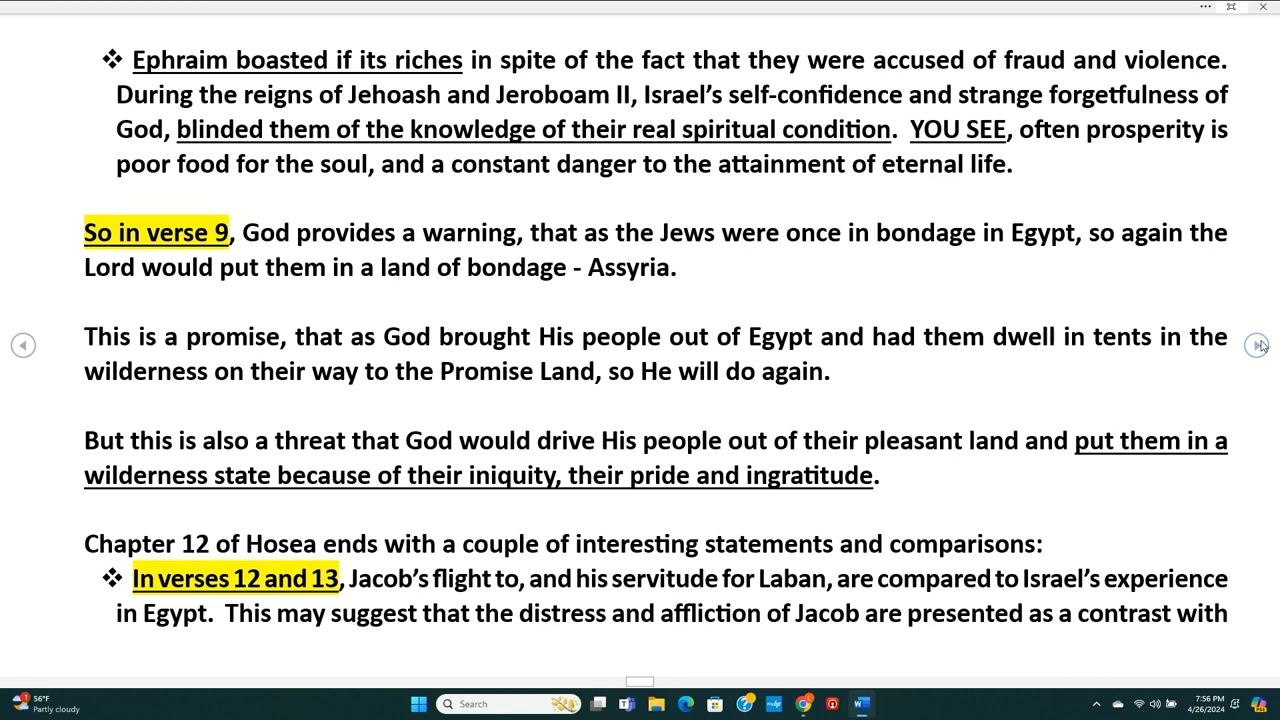 ❖ Ephraim boasted if its riches in spite of the fact that they were accused of fraud and violence.
During the reigns of Jehoash and Jeroboam II, Israel's self-confidence and strange forgetfulness of
God, blinded them of the knowledge of their real spiritual condition. YOU SEE, often prosperity is
poor food for the soul, and a constant danger to the attainment of eternal life.
So in verse 9, God provides a warning, that as the Jews were once in bondage in Egypt, so again the
Lord would put them in a land of bondage - Assyria.
This is a promise, that as God brought His people out of Egypt and had them dwell in tents in the
wilderness on their way to the Promise Land, so He will do again.
But this is also a threat that God would drive His people out of their pleasant land and put them in a
wilderness state because of their iniquity, their pride and ingratitude.
Chapter 12 of Hosea ends with a couple of interesting statements and comparisons:
❖ In verses 12 and 13, Jacob's flight to, and his servitude for Laban, are compared to Israel's experience
in Egypt. This may suggest that the distress and affliction of Jacob are presented as a contrast with
1
56°F
Partly cloudy
Search
7:56 PM
4/26/2024